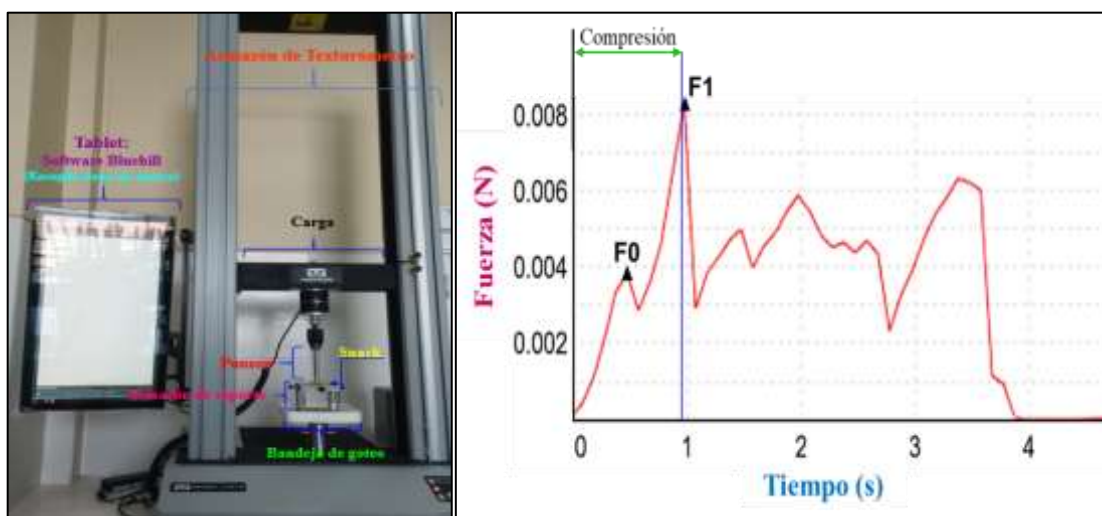 Armazón de Texturómetro
Tablet:
Software Bluehill
Carga
Punzón
Snack
Bandeja de goteo
Compresión
F1
F0
0.008
0.006
0.004
0.002
0
1
2
3
4
Fuerza (N)
Tiempo (s)